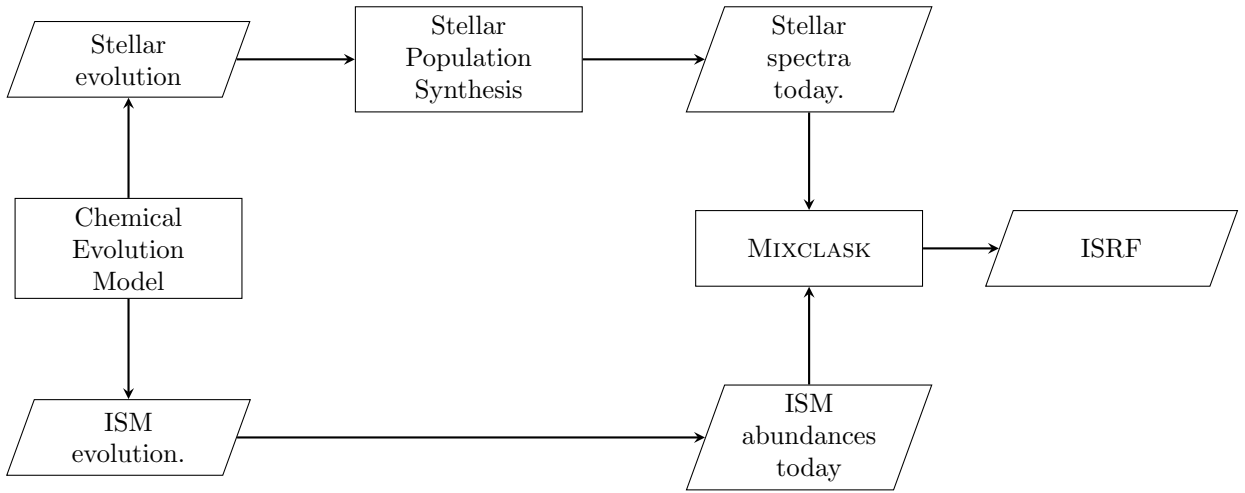 Stellar
evolution
Stellar
Population
Synthesis
Stellar
spectra
today.
Chemical
Evolution
Model
MIXCLASK
ISRF
ISM
evolution.
ISM
abundances
today